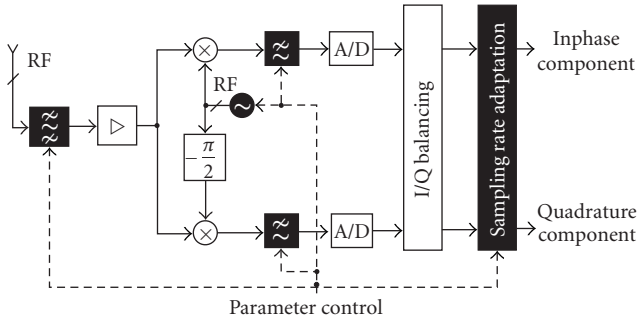 RF
Inphase
component
RF
A/D
− π
2
I/Q balancing
Sampling rate adaptation
A/D
Quadrature
component
Parameter control